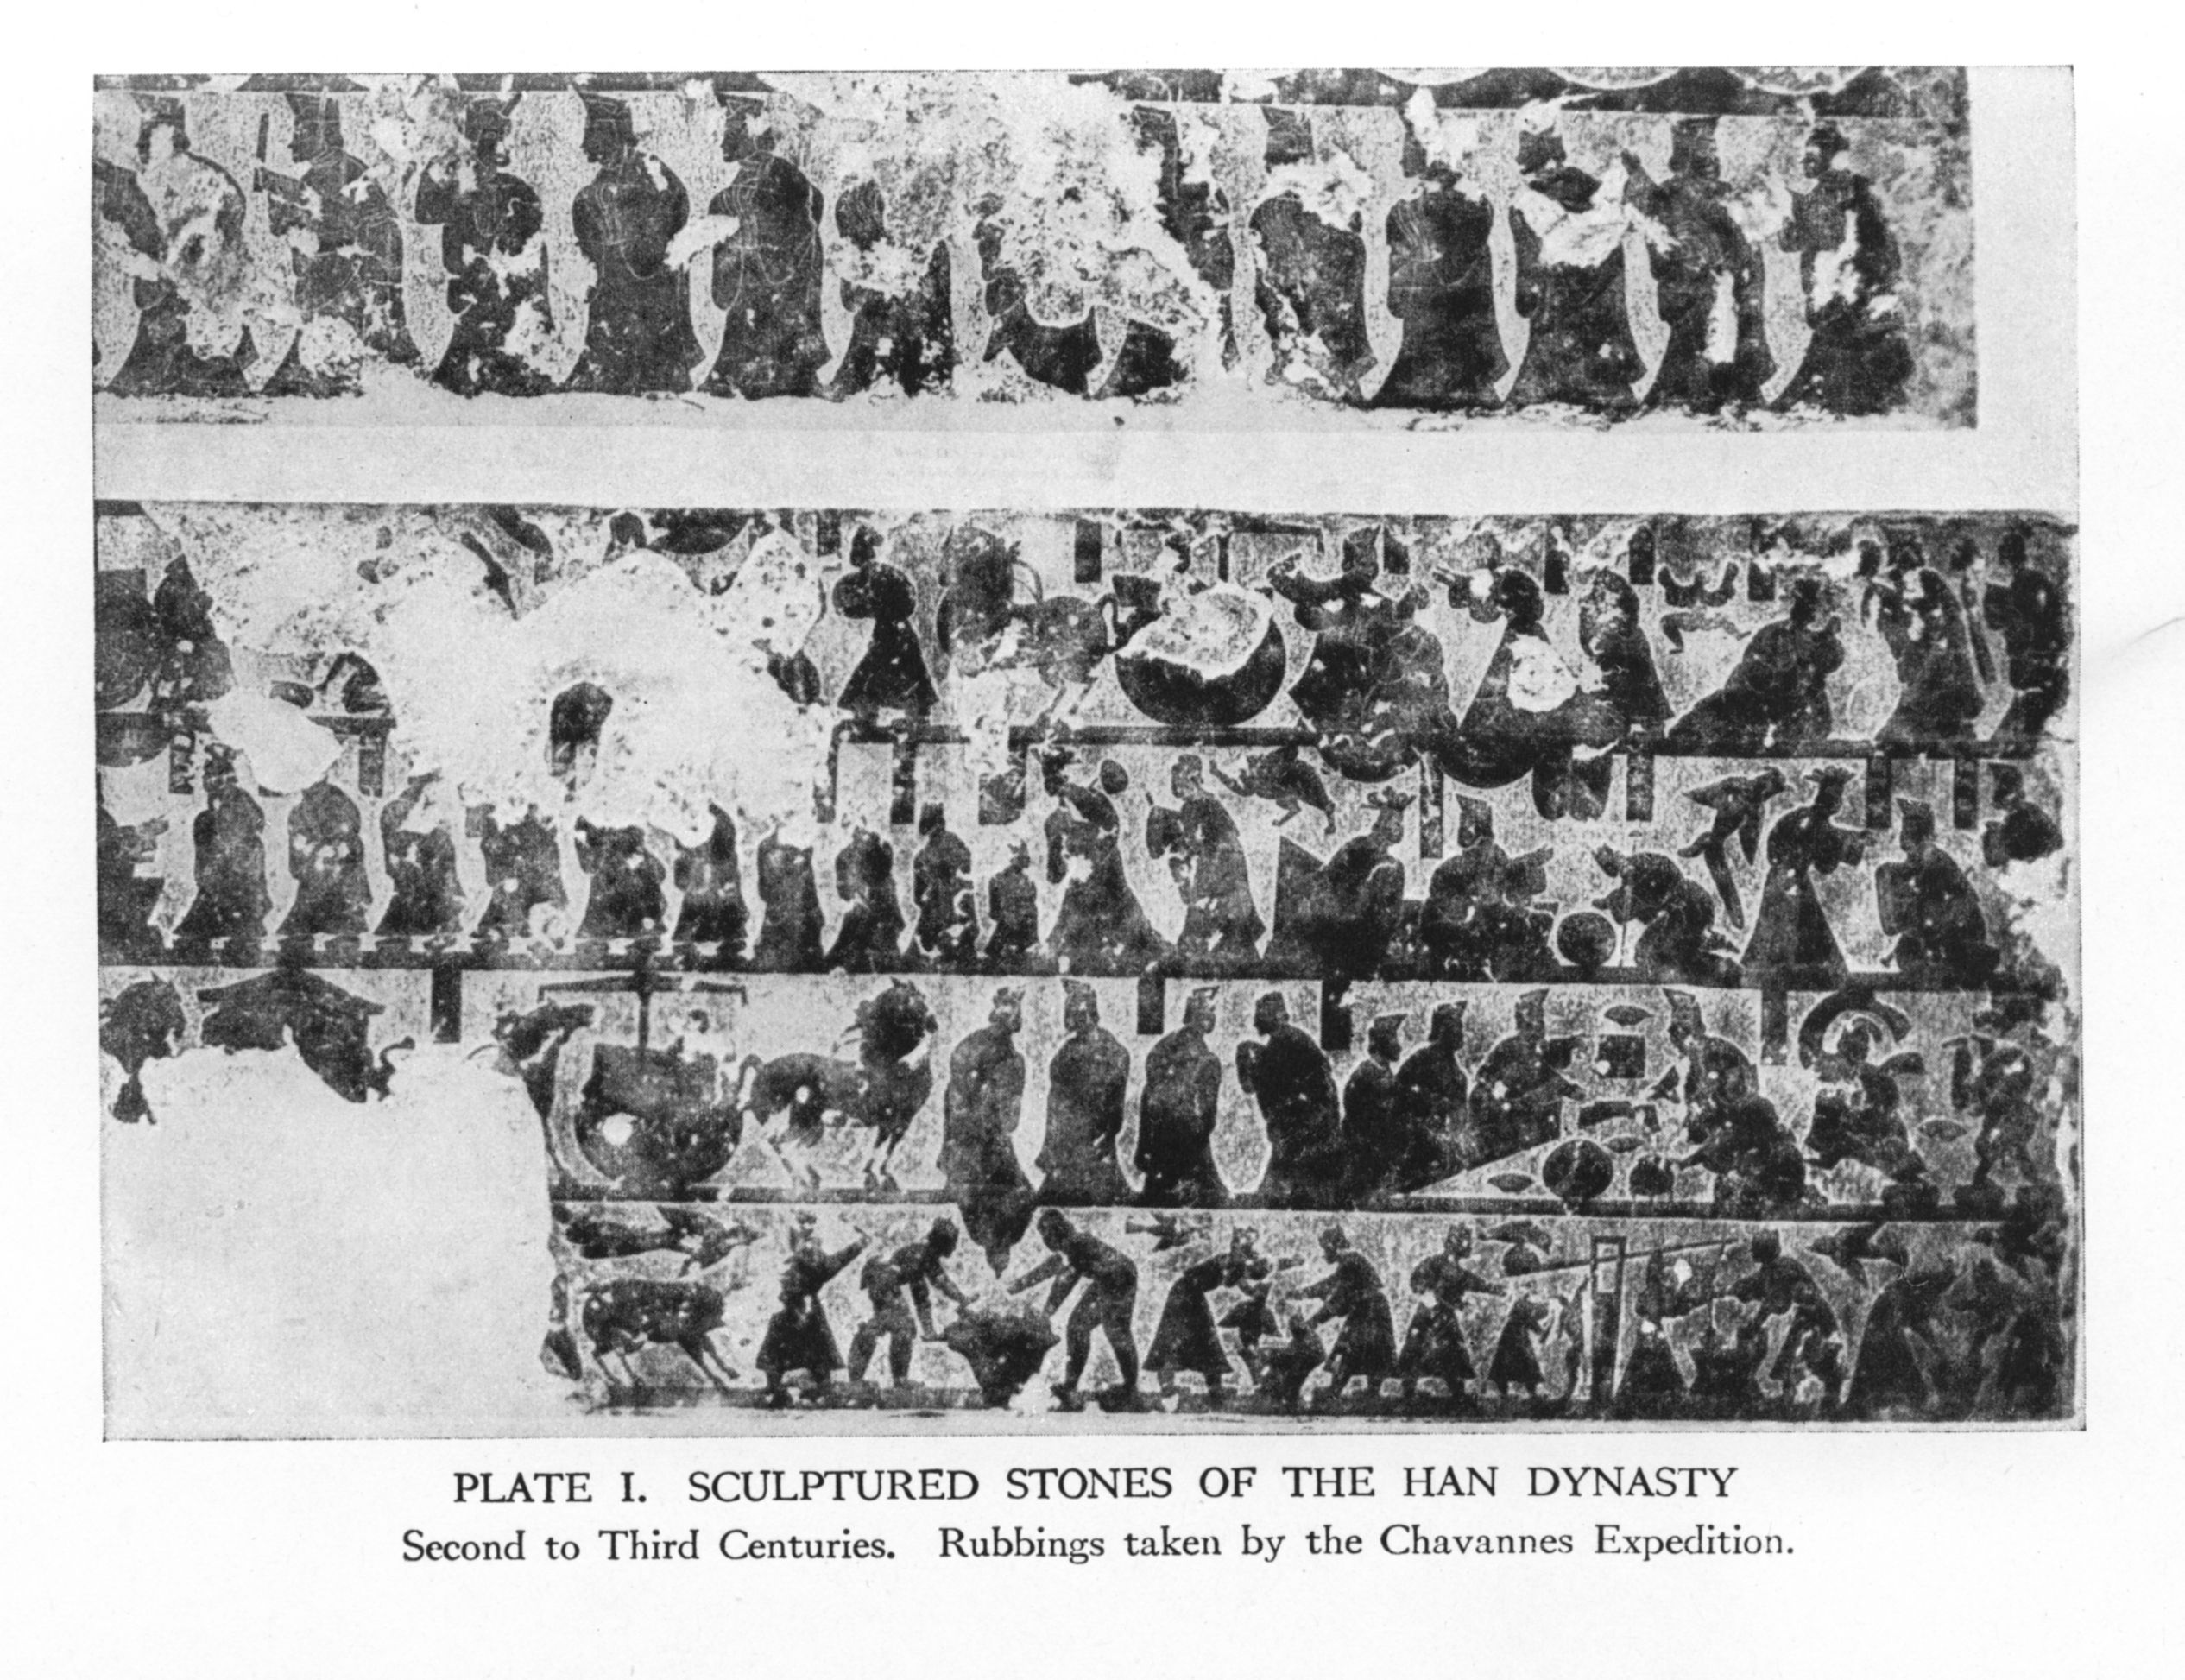 PLATE I. SCULPTURED STONES OF THE HAN DYNASTY
Second to Third Centuries. Rubbings taken by the Chavannes Expedition.